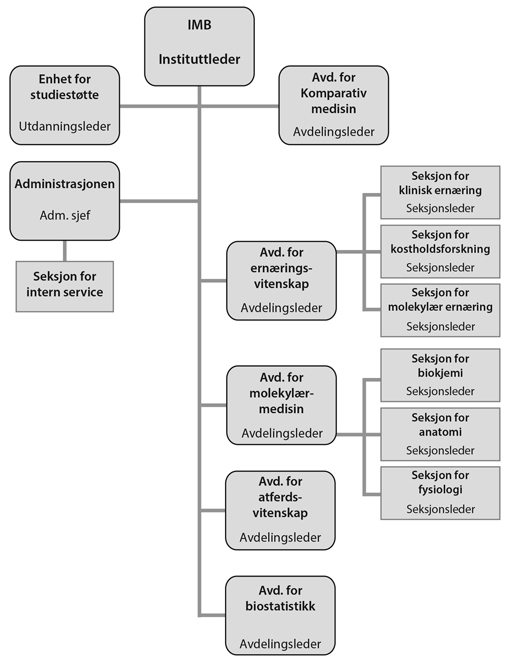 IMB
Instituttleder
Enhet for
studiestøtte
Utdanningsleder
Avd. for
Komparativ
medisin
Avdelingsleder
Administrasjonen
Adm. sjef
Seksjon for
intern service
Avd. for
ernærings-
vitenskap
Avdelingsleder
Seksjon for
klinisk ernæring
Seksjonsleder
Seksjon for
kostholdsforskning
Seksjonsleder
Seksjon for
molekylær ernæring
Seksjonsleder
Avd. for
molekylær-
medisin
Avdelingsleder
Seksjon for
biokjemi
Seksjonsleder
Seksjon for
anatomi
Seksjonsleder
Seksjon for
fysiologi
Seksjonsleder
Avd. for
atferds-
vitenskap
Avdelingsleder
Avd. for
biostatistikk
Avdelingsleder